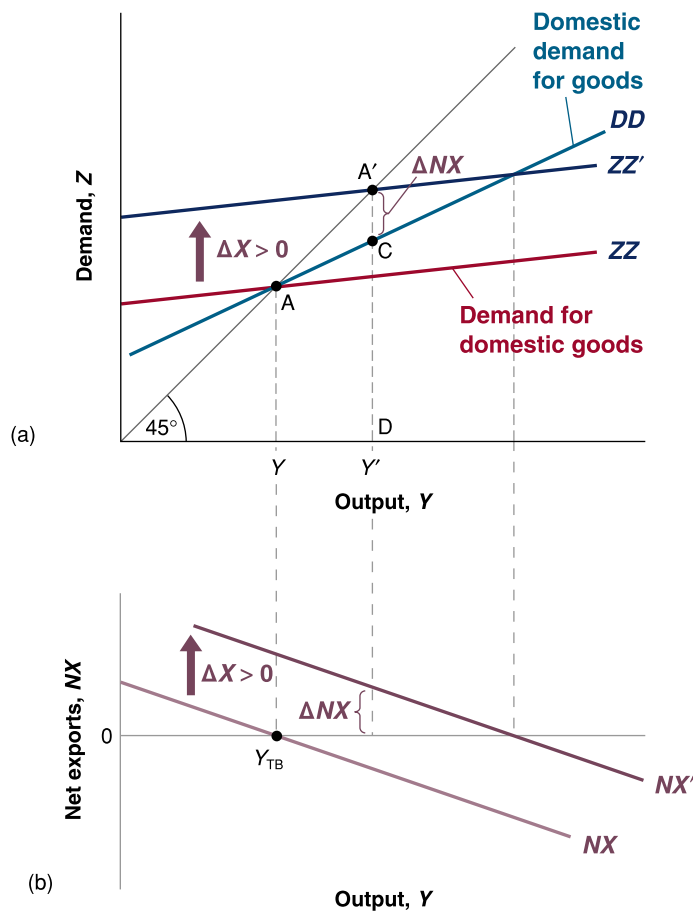 Domestic
demand
for goods
DD
ZZ′
A′
ΔNX
Demand, Z
ΔX > 0
C
ZZ
A
Demand for
domestic goods
45°
D
(a)
Y
Y′
Output, Y
ΔX > 0
ΔNX
Net exports, NX
0
Y_TB
NX′
NX
(b)
Output, Y